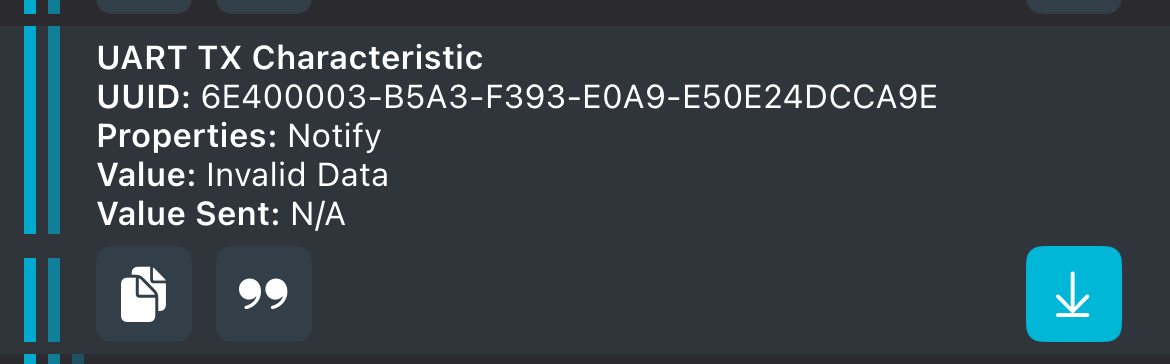 UART TX Characteristic
UUID: 6E400003-B5A3-F393-E0A9-E50E24DCCA9E
Properties: Notify
Value: Invalid Data
Value Sent: N/A